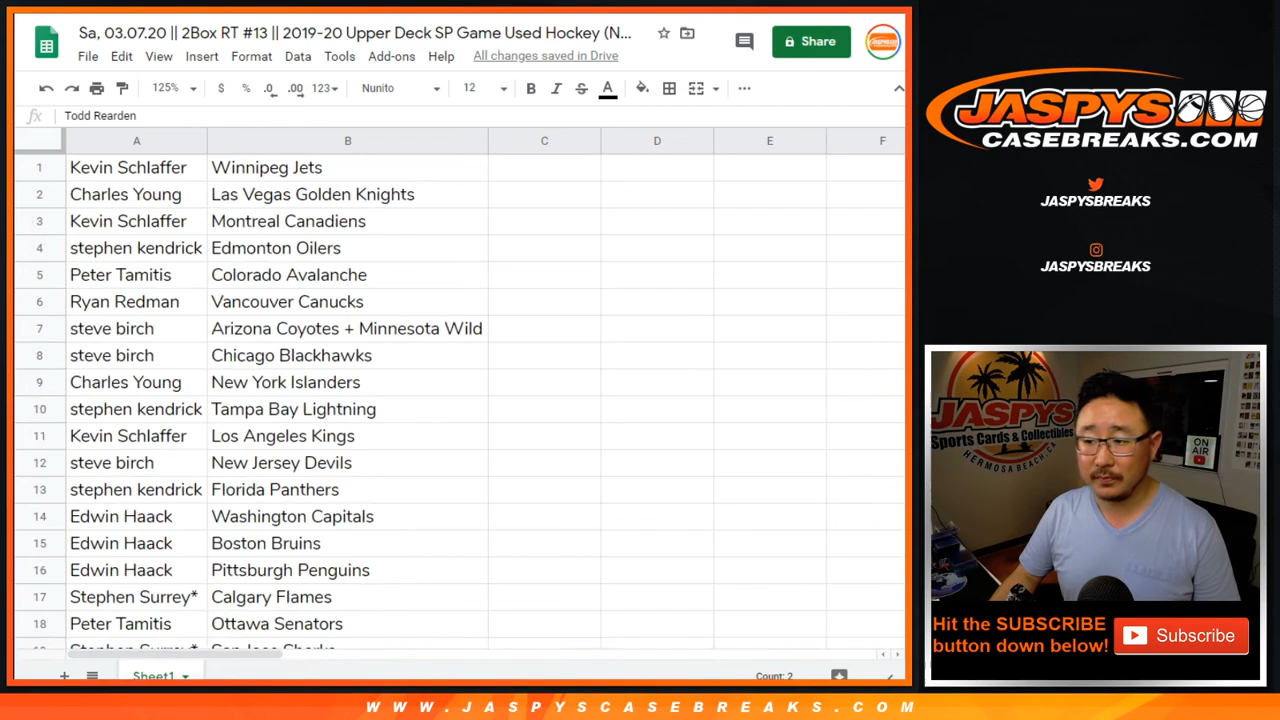 Sa, 03.07.20 || 2Box RT #13 || 2019-20 Upper Deck SP Game Used Hockey (N...
File Edit View Insert Format Data Tools Add-ons Help All changes saved in Drive
Share
125% $ % .0 .00 123 Nunito 12 B I S A
fx Todd Rearden
A B C D E F
1 Kevin Schlaffer Winnipeg Jets
2 Charles Young Las Vegas Golden Knights
3 Kevin Schlaffer Montreal Canadiens
4 stephen kendrick Edmonton Oilers
5 Peter Tamitis Colorado Avalanche
6 Ryan Redman Vancouver Canucks
7 steve birch Arizona Coyotes + Minnesota Wild
8 steve birch Chicago Blackhawks
9 Charles Young New York Islanders
10 stephen kendrick Tampa Bay Lightning
11 Kevin Schlaffer Los Angeles Kings
12 steve birch New Jersey Devils
13 stephen kendrick Florida Panthers
14 Edwin Haack Washington Capitals
15 Edwin Haack Boston Bruins
16 Edwin Haack Pittsburgh Penguins
17 Stephen Surrey* Calgary Flames
18 Peter Tamitis Ottawa Senators
Stephen Surrey* San Jose Sharks
Sheet1
Count: 2
JASPYS
CASEBREAKS.COM
JASPYSBREAKS
JASPYSBREAKS
JASPYS
Sports Cards & Collectibles
HERMOSA BEACH, CA
ON
AIR
Hit the SUBSCRIBE
button down below!
Subscribe
WWW.JASPYSCASEBREAKS.COM